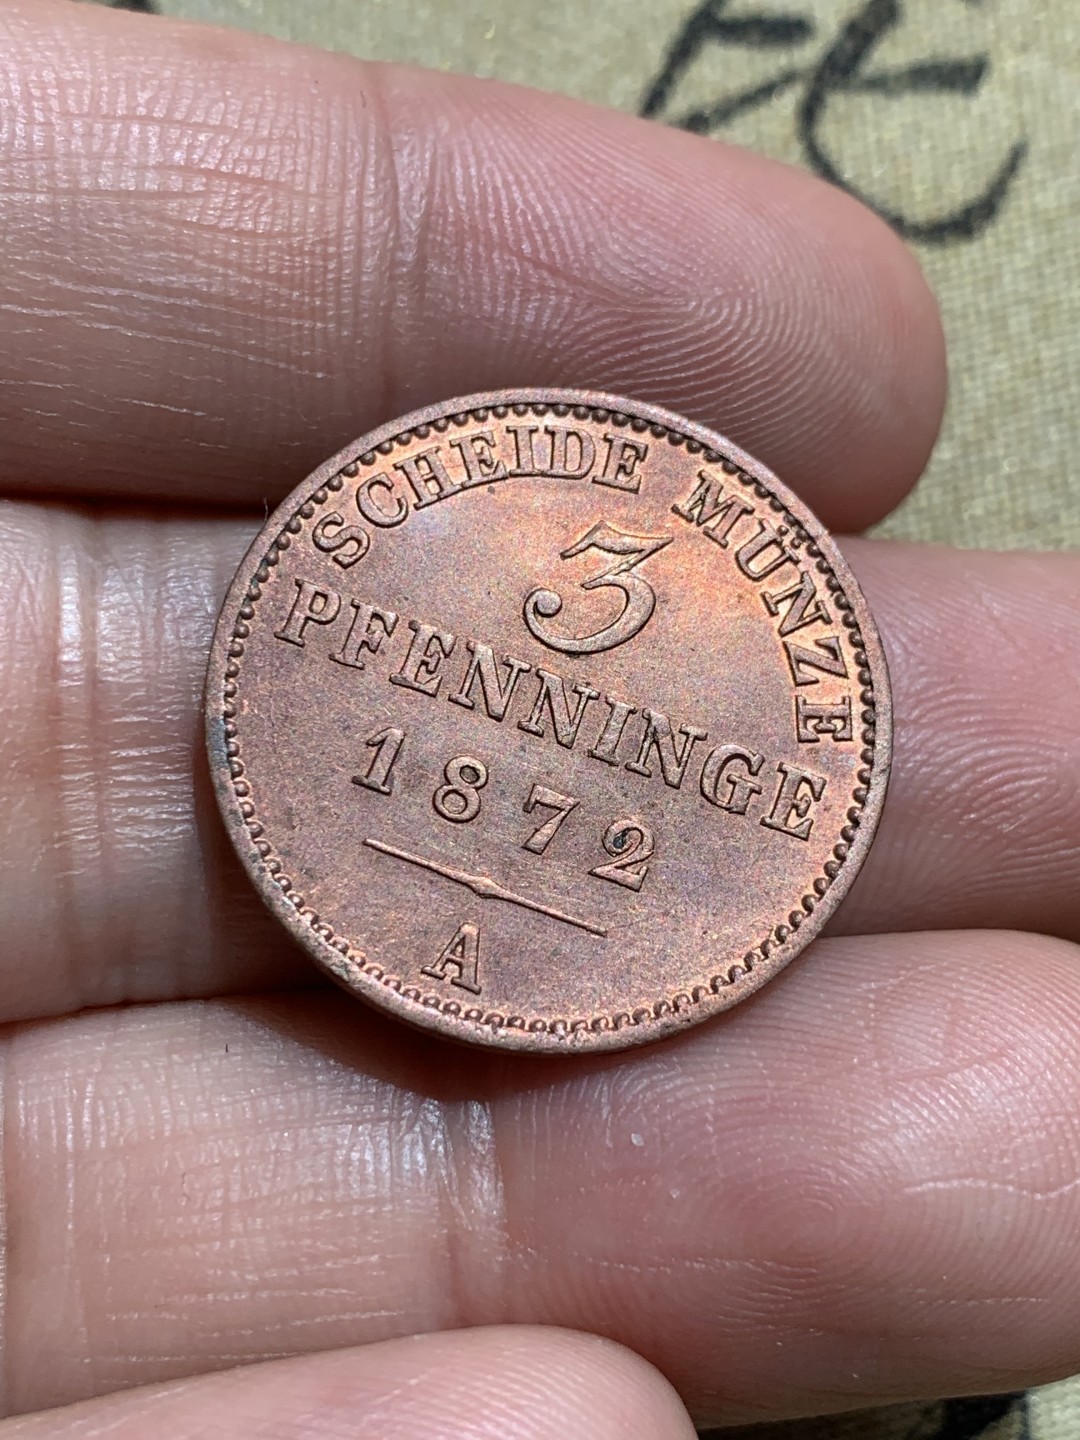 SCHEIDE MÜNZE
3
PFENNINGE
1872
A